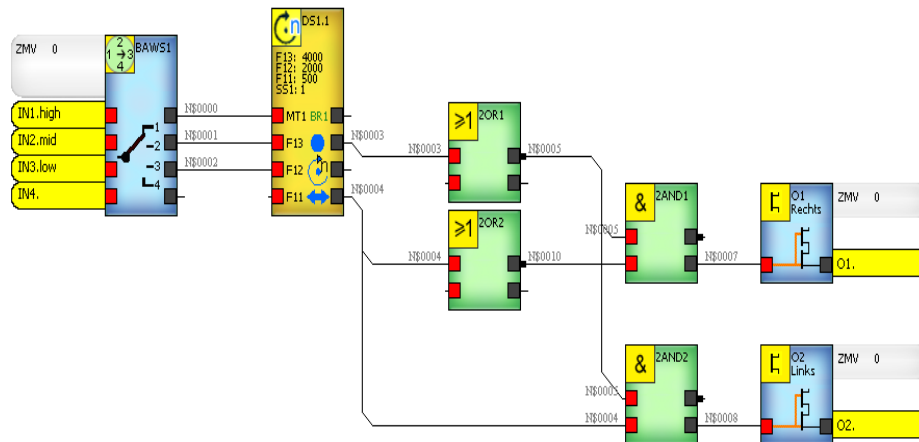 ZMV 0
1 2 3 4
BAWS1
IN1.high
IN2.mid
IN3.low
IN4.
1
2
3
4
N$0000
N$0001
N$0002
n
DS1.1
F13: 4000
F12: 2000
F11: 500
SS1: 1
MT1 BR1
F13
F12 n
F11
N$0003
N$0004
≥1 2OR1
N$0003
N$0005
≥1 2OR2
N$0004
N$0010
& 2AND1
N$0005
N$0007
O1
Rechts
ZMV 0
O1.
& 2AND2
N$0005
N$0004
N$0008
O2
Links
ZMV 0
O2.